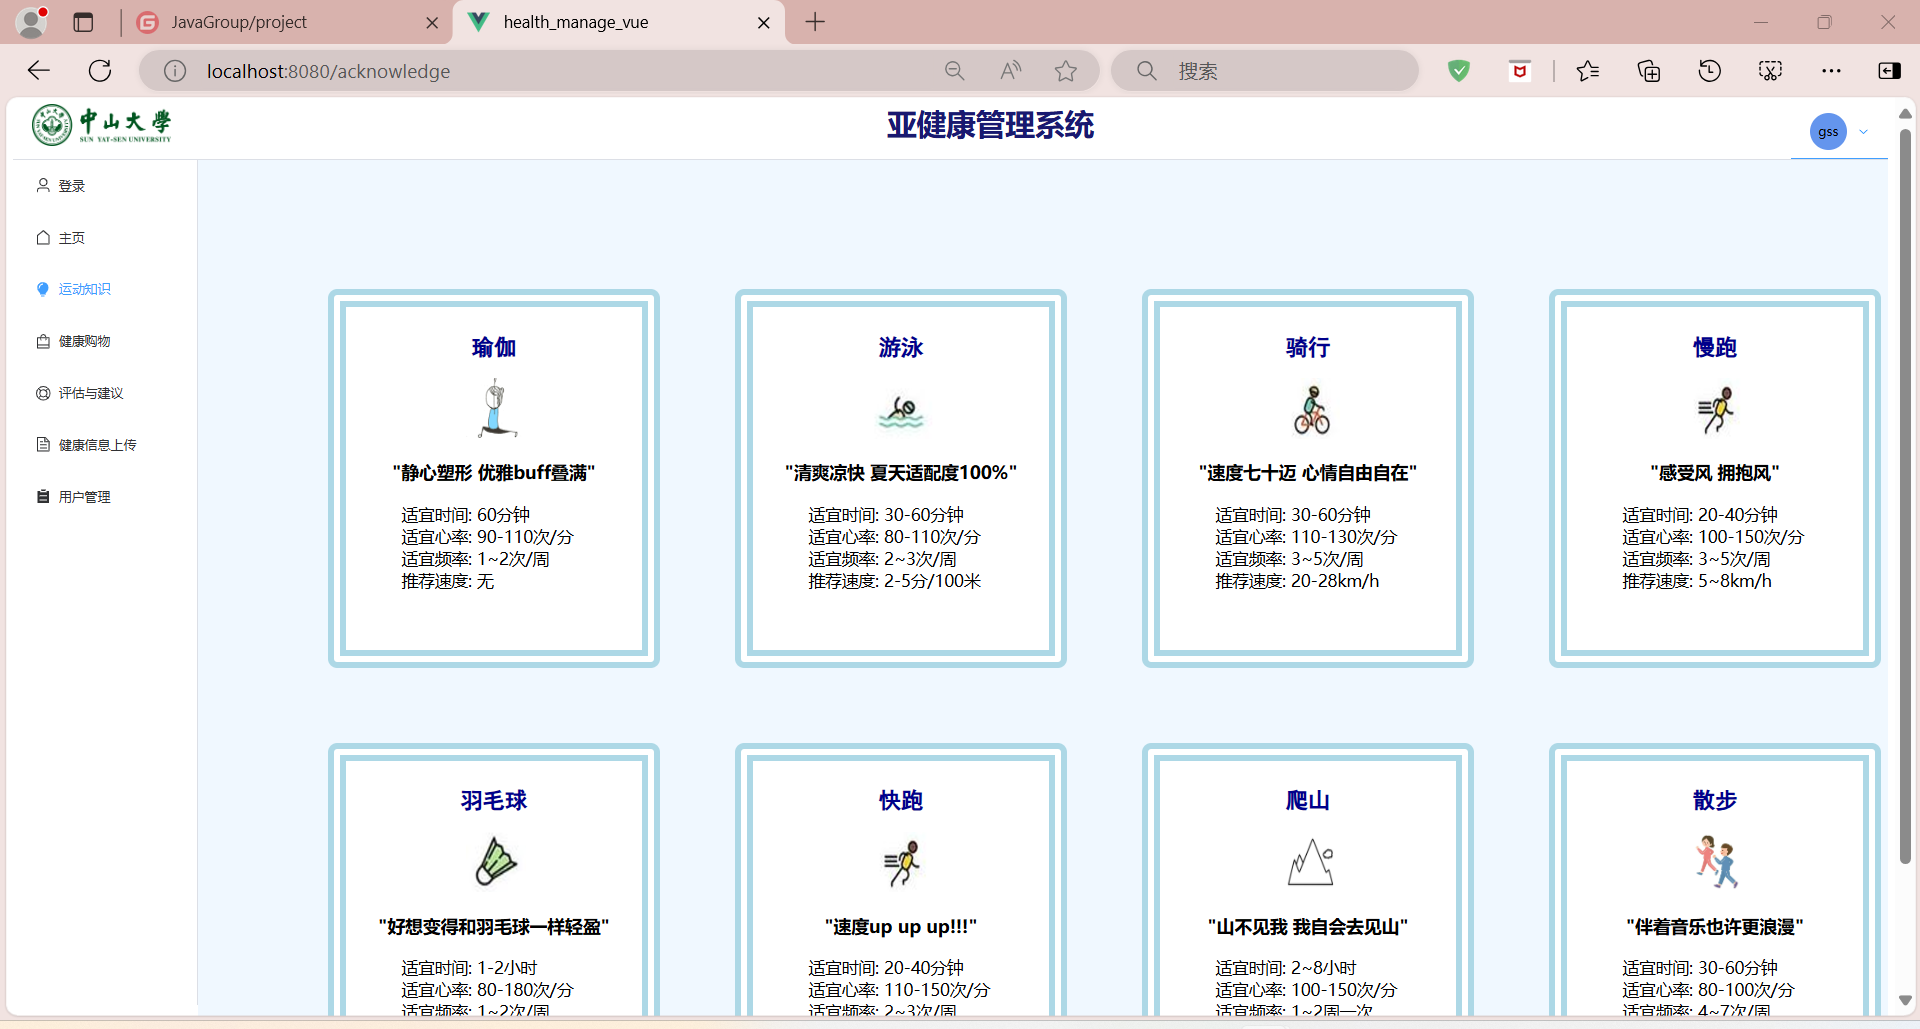 JavaGroup/project
health_manage_vue
localhost:8080/acknowledge
搜索
中山大學
SUN YAT-SEN UNIVERSITY
亚健康管理系统
gss
登录
主页
运动知识
健康购物
评估与建议
健康信息上传
用户管理
瑜伽
"静心塑形 优雅buff叠满"
适宜时间: 60分钟
适宜心率: 90-110次/分
适宜频率: 1~2次/周
推荐速度: 无
游泳
"清爽凉快 夏天适配度100%"
适宜时间: 30-60分钟
适宜心率: 80-110次/分
适宜频率: 2~3次/周
推荐速度: 2-5分/100米
骑行
"速度七十迈 心情自由自在"
适宜时间: 30-60分钟
适宜心率: 110-130次/分
适宜频率: 3~5次/周
推荐速度: 20-28km/h
慢跑
"感受风 拥抱风"
适宜时间: 20-40分钟
适宜心率: 100-150次/分
适宜频率: 3~5次/周
推荐速度: 5~8km/h
羽毛球
"好想变得和羽毛球一样轻盈"
适宜时间: 1-2小时
适宜心率: 80-180次/分
适宜频率: 1~2次/周
快跑
"速度up up up!!!"
适宜时间: 20-40分钟
适宜心率: 110-150次/分
适宜频率: 2~3次/周
爬山
"山不见我 我自会去见山"
适宜时间: 2~8小时
适宜心率: 100-150次/分
适宜频率: 1~2周一次
散步
"伴着音乐也许更浪漫"
适宜时间: 30-60分钟
适宜心率: 80-100次/分
适宜频率: 4~7次/周